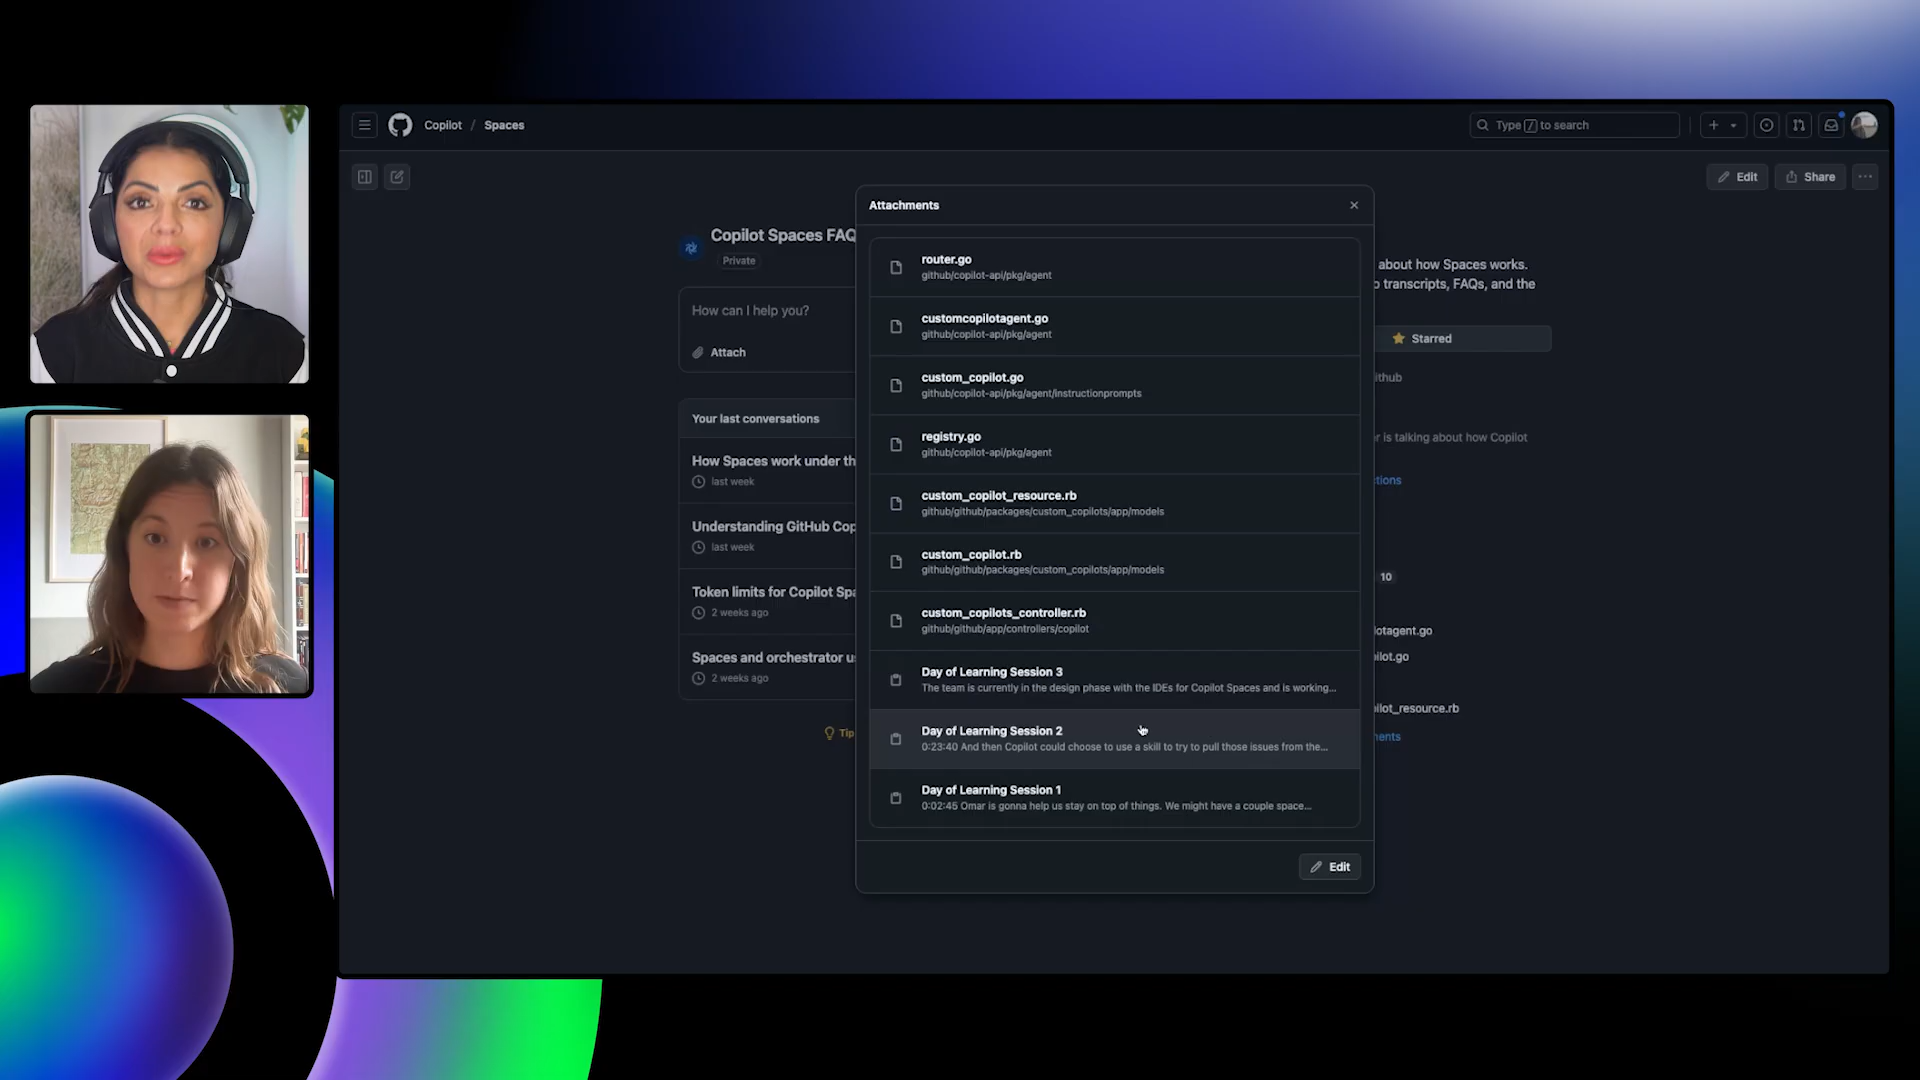 Copilot / Spaces
Type / to search
Edit
Share
Copilot Spaces FAQ
Private
How can I help you?
Attach
Your last conversations
How Spaces work under th
last week
Understanding GitHub Cop
last week
Token limits for Copilot Spa
2 weeks ago
Spaces and orchestrator u
2 weeks ago
Tip
Attachments
router.go
github/copilot-api/pkg/agent
customcopilotagent.go
github/copilot-api/pkg/agent
custom_copilot.go
github/copilot-api/pkg/agent/instructionprompts
registry.go
github/copilot-api/pkg/agent
custom_copilot_resource.rb
github/github/packages/custom_copilots/app/models
custom_copilot.rb
github/github/packages/custom_copilots/app/models
custom_copilots_controller.rb
github/github/app/controllers/copilot
Day of Learning Session 3
The team is currently in the design phase with the IDEs for Copilot Spaces and is working...
Day of Learning Session 2
0:23:40 And then Copilot could choose to use a skill to try to pull those issues from the...
Day of Learning Session 1
0:02:45 Omar is gonna help us stay on top of things. We might have a couple space...
Edit
about how Spaces works.
transcripts, FAQs, and the
Starred
ithub
is talking about how Copilot
tions
10
otagent.go
ilot.go
pilot_resource.rb
ments